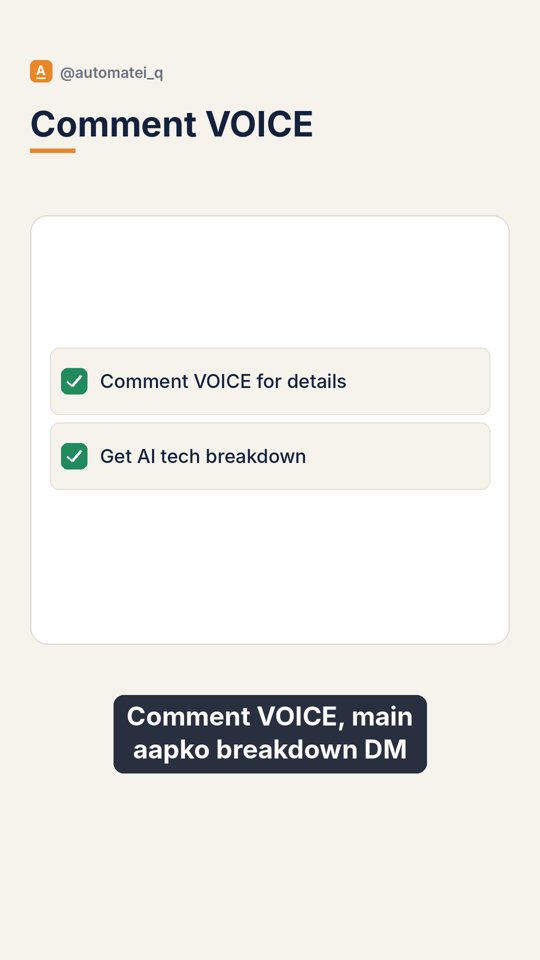 A @automatei_q
Comment VOICE
Comment VOICE for details
Get AI tech breakdown
Comment VOICE, main
aapko breakdown DM